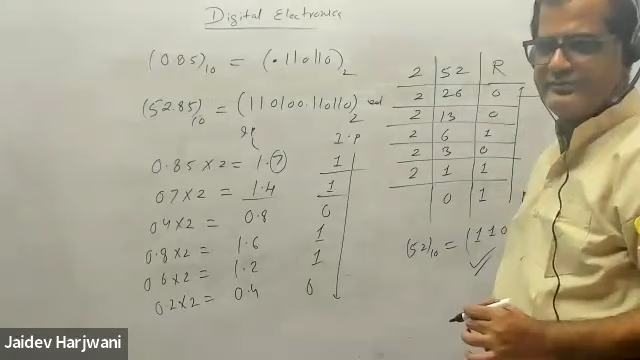 Digital Electronics
(0.85)10 = (.110110)2
(52.85)10 = (110100.110110)2
I.P
0.85 x 2 = 1.7 1
0.7 x 2 = 1.4 1
0.4 x 2 = 0.8 0
0.8 x 2 = 1.6 1
0.6 x 2 = 1.2 1
0.2 x 2 = 0.4 0
2 52 R
2 26 0
2 13 0
2 6 1
2 3 0
2 1 1
0 1
(52)10 = (110
Jaidev Harjwani